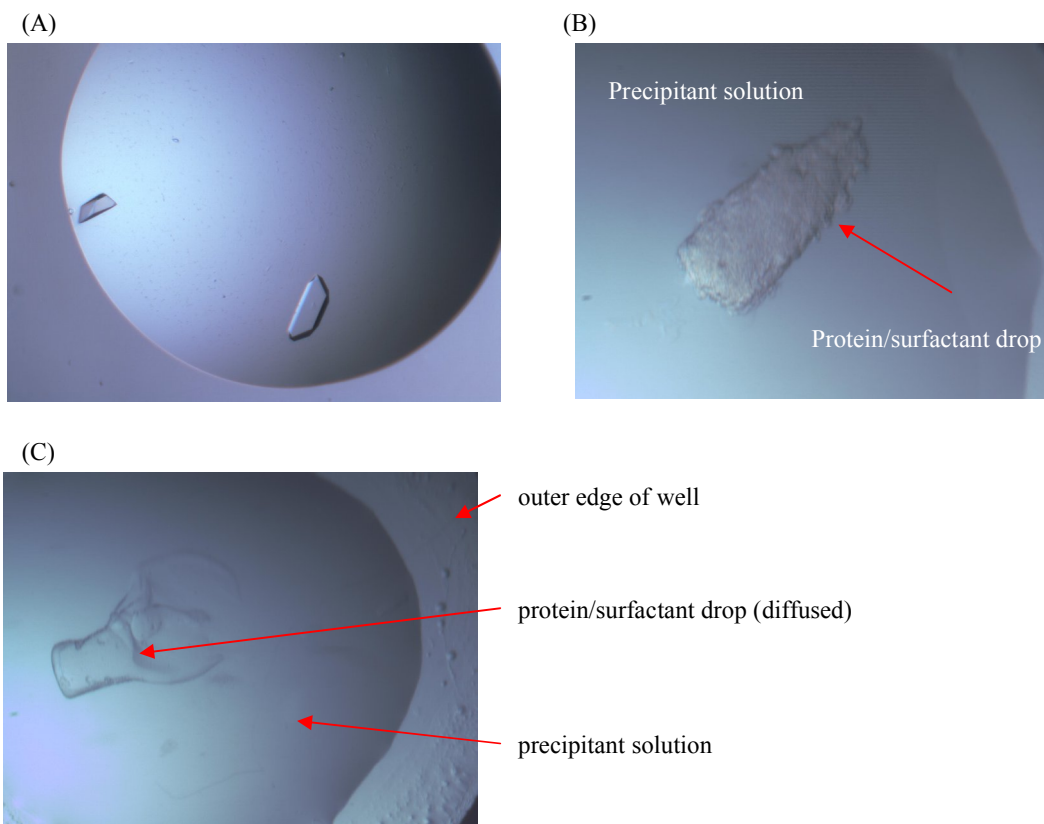 (A)
(B)
Precipitant solution
Protein/surfactant drop
(C)
outer edge of well
protein/surfactant drop (diffused)
precipitant solution